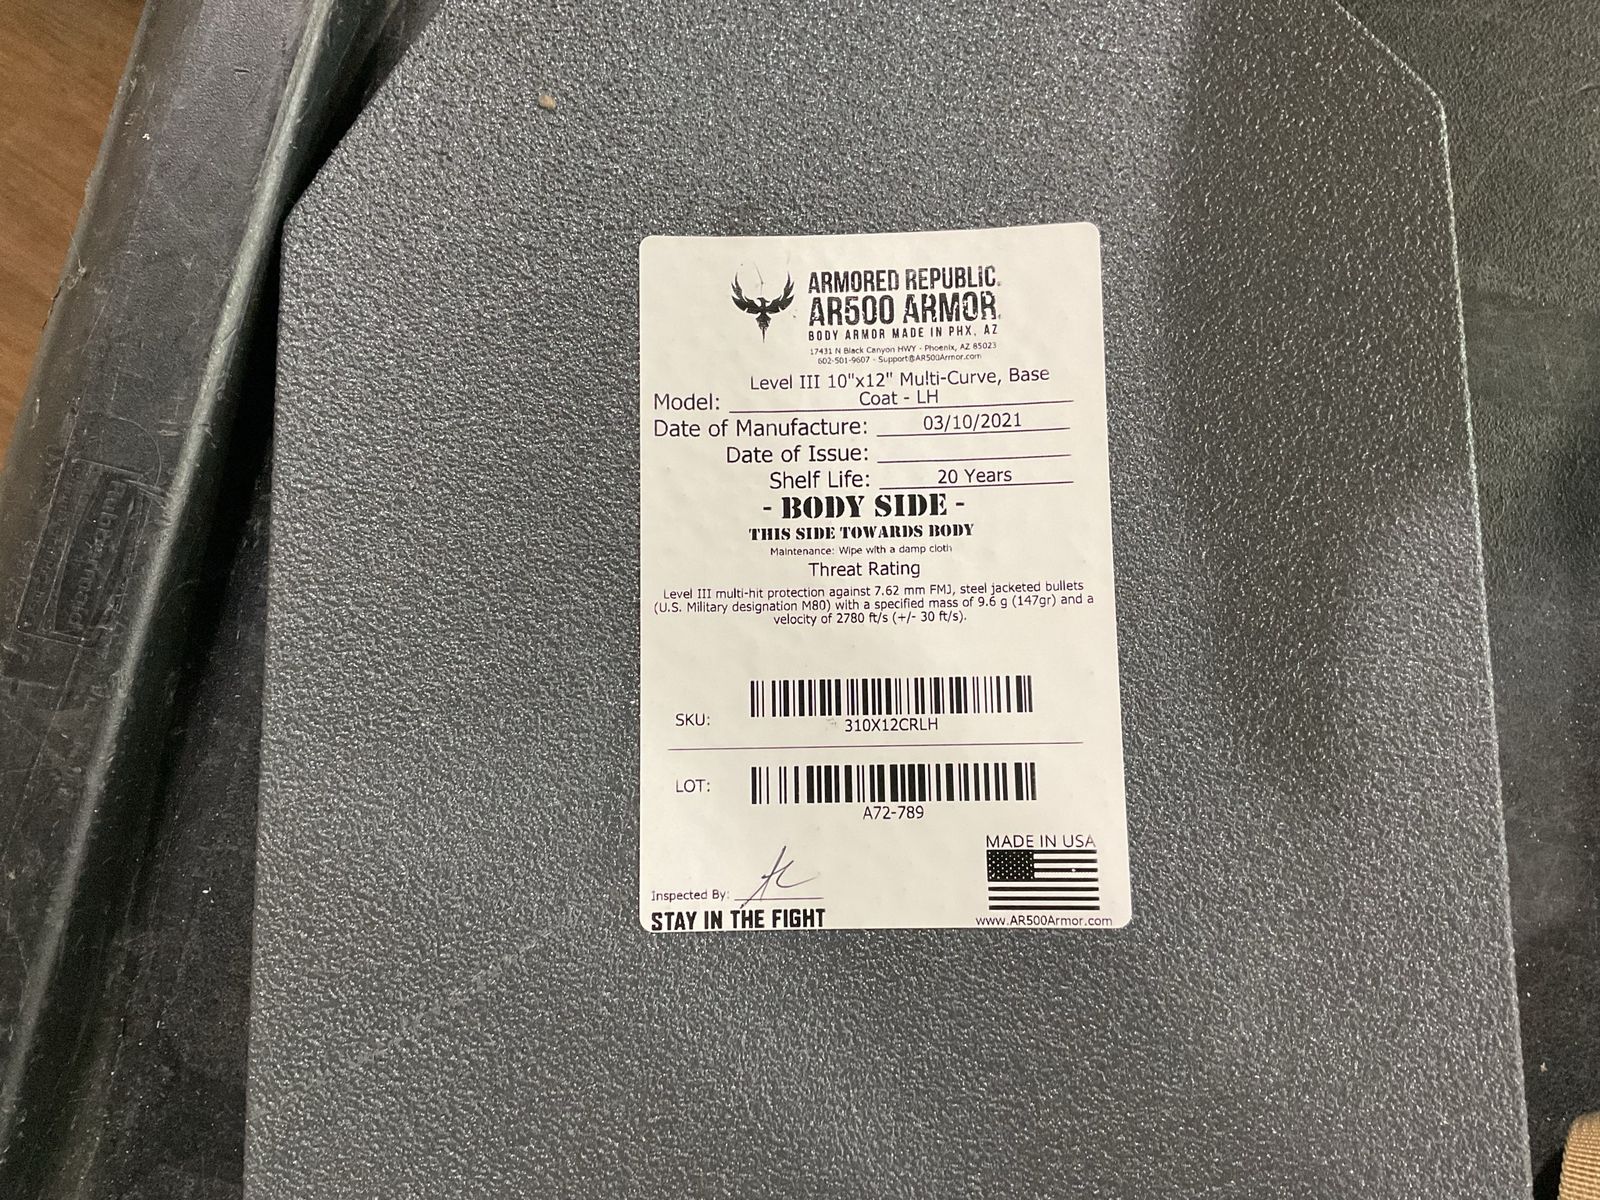 ARMORED REPUBLIC.
AR500 ARMOR
BODY ARMOR MADE IN PHX, AZ
17431 N Black Canyon HWY - Phoenix, AZ 85023
602-501-9607 - Support@AR500Armor.com
Level III 10"x12" Multi-Curve, Base
Model: Coat - LH
Date of Manufacture: 03/10/2021
Date of Issue:
Shelf Life: 20 Years
- BODY SIDE -
THIS SIDE TOWARDS BODY
Maintenance: Wipe with a damp cloth
Threat Rating
Level III multi-hit protection against 7.62 mm FMJ, steel jacketed bullets
(U.S. Military designation M80) with a specified mass of 9.6 g (147gr) and a
velocity of 2780 ft/s (+/- 30 ft/s).
SKU:
310X12CRLH
LOT:
A72-789
MADE IN USA
Inspected By:
STAY IN THE FIGHT
www.AR500Armor.com
Rubbermaid